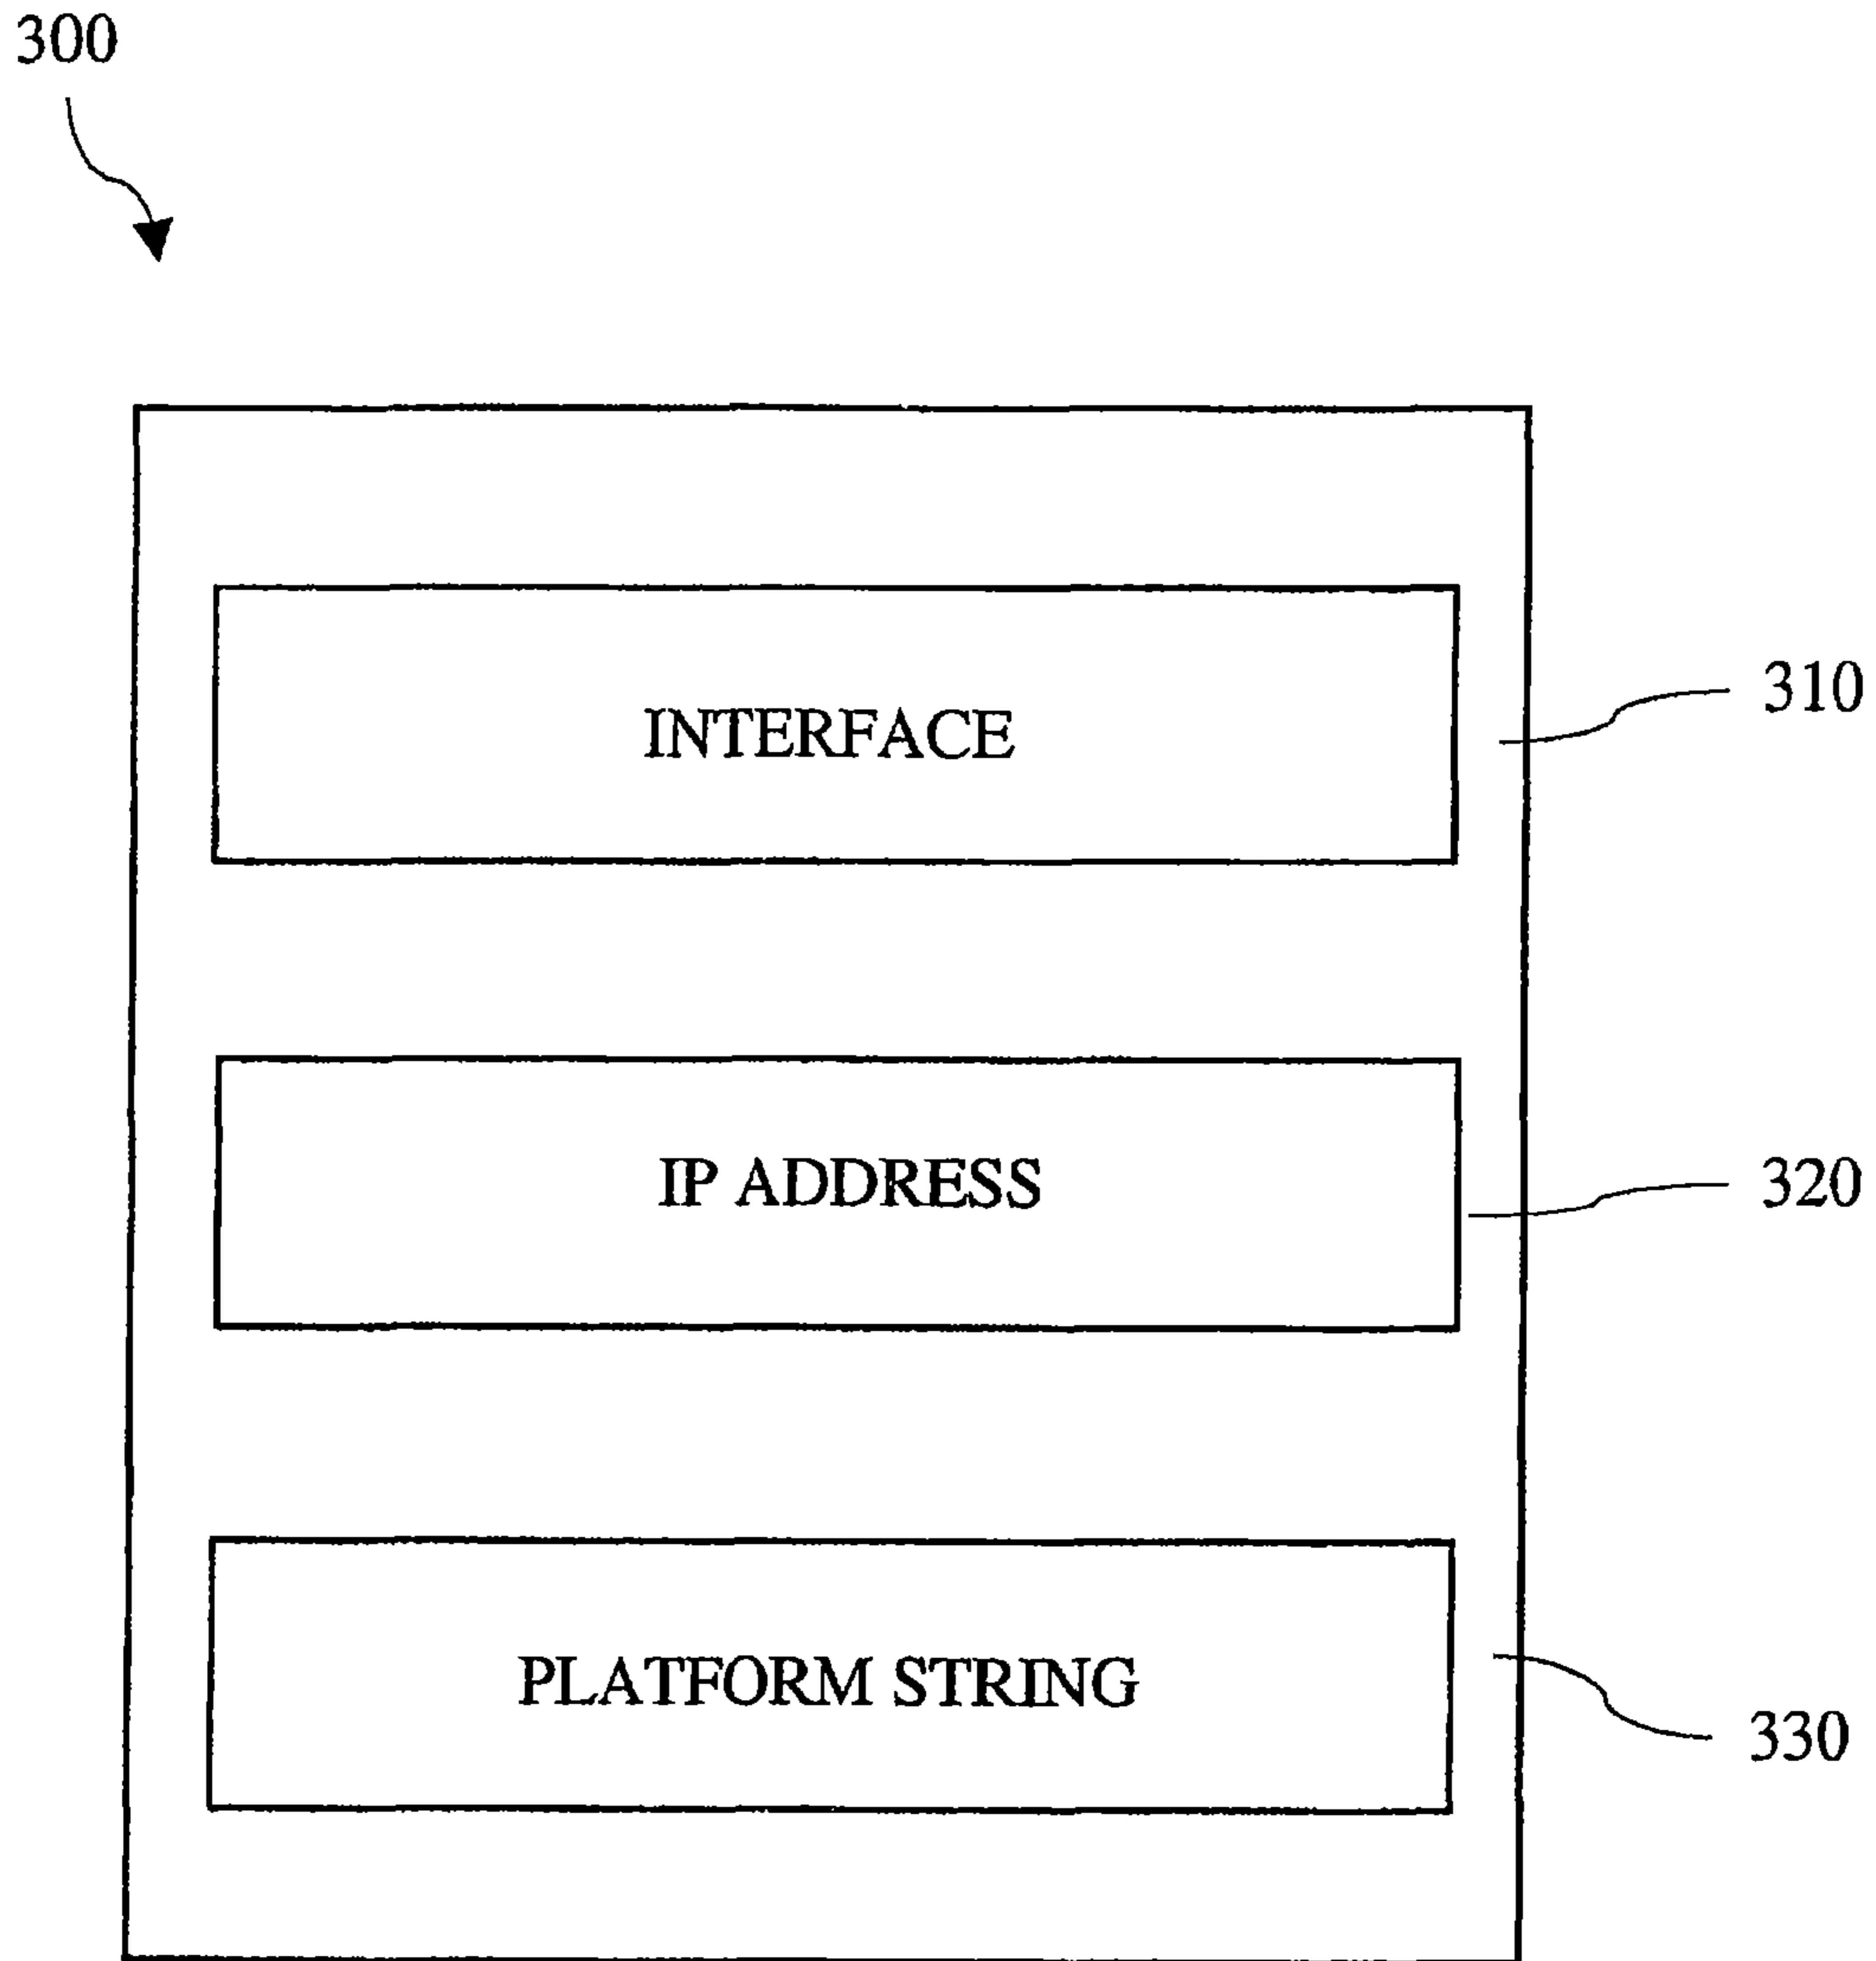 300
INTERFACE
310
IP ADDRESS
320
PLATFORM STRING
330